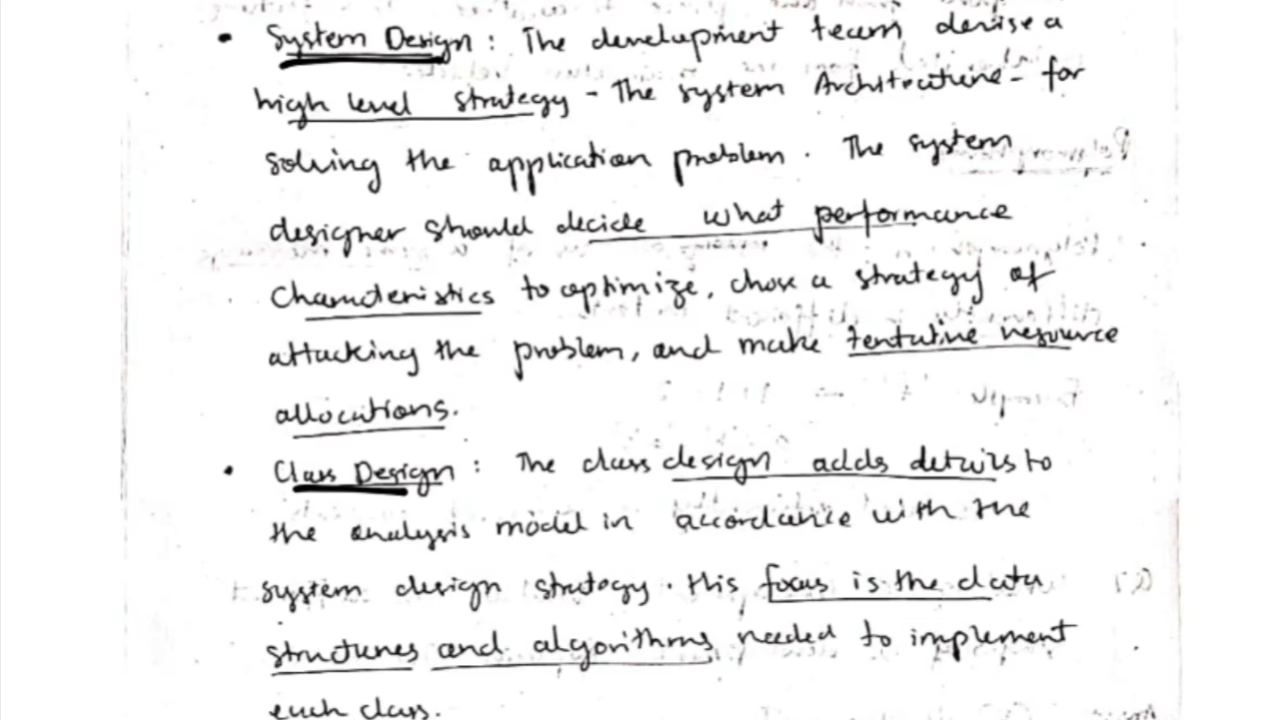 • System Design : The development team devise a
high level strategy - The system Architecture - for
solving the application problem. The system
designer should decide what performance
Characteristics to optimize, chose a strategy of
attacking the problem, and make tentative resource
allocations.
• Class Design : The class design adds details to
the analysis model in accordance with the
system design strategy. This focus is the data
structures and algorithms needed to implement
each class.